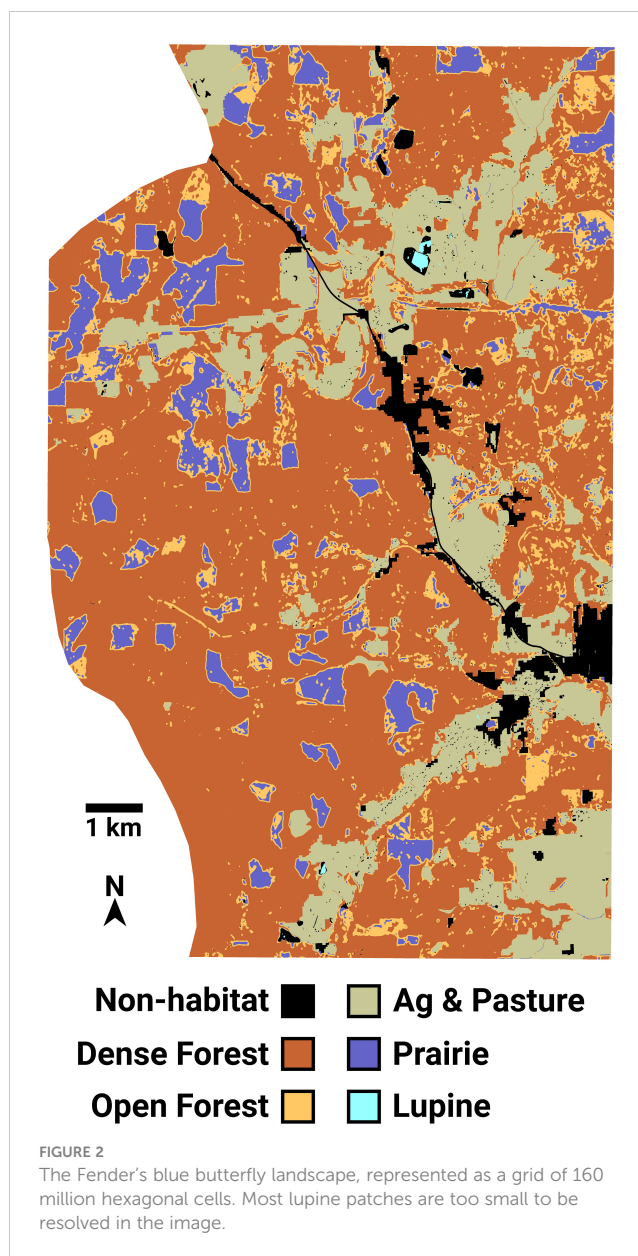 1 km
N
Non-habitat
Ag & Pasture
Dense Forest
Prairie
Open Forest
Lupine
FIGURE 2
The Fender’s blue butterfly landscape, represented as a grid of 160
million hexagonal cells. Most lupine patches are too small to be
resolved in the image.